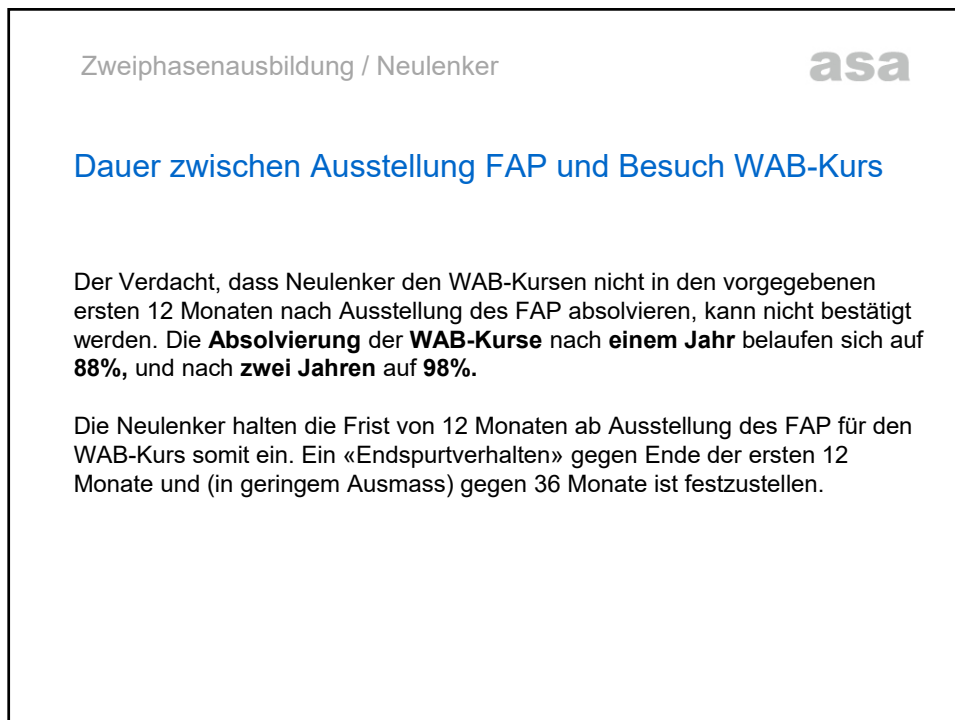 Zweiphasenausbildung / Neulenker
asa
Dauer zwischen Ausstellung FAP und Besuch WAB-Kurs
Der Verdacht, dass Neulenker den WAB-Kursen nicht in den vorgegebenen
ersten 12 Monaten nach Ausstellung des FAP absolvieren, kann nicht bestätigt
werden. Die Absolvierung der WAB-Kurse nach einem Jahr belaufen sich auf
88%, und nach zwei Jahren auf 98%.
Die Neulenker halten die Frist von 12 Monaten ab Ausstellung des FAP für den
WAB-Kurs somit ein. Ein «Endspurtverhalten» gegen Ende der ersten 12
Monate und (in geringem Ausmass) gegen 36 Monate ist festzustellen.